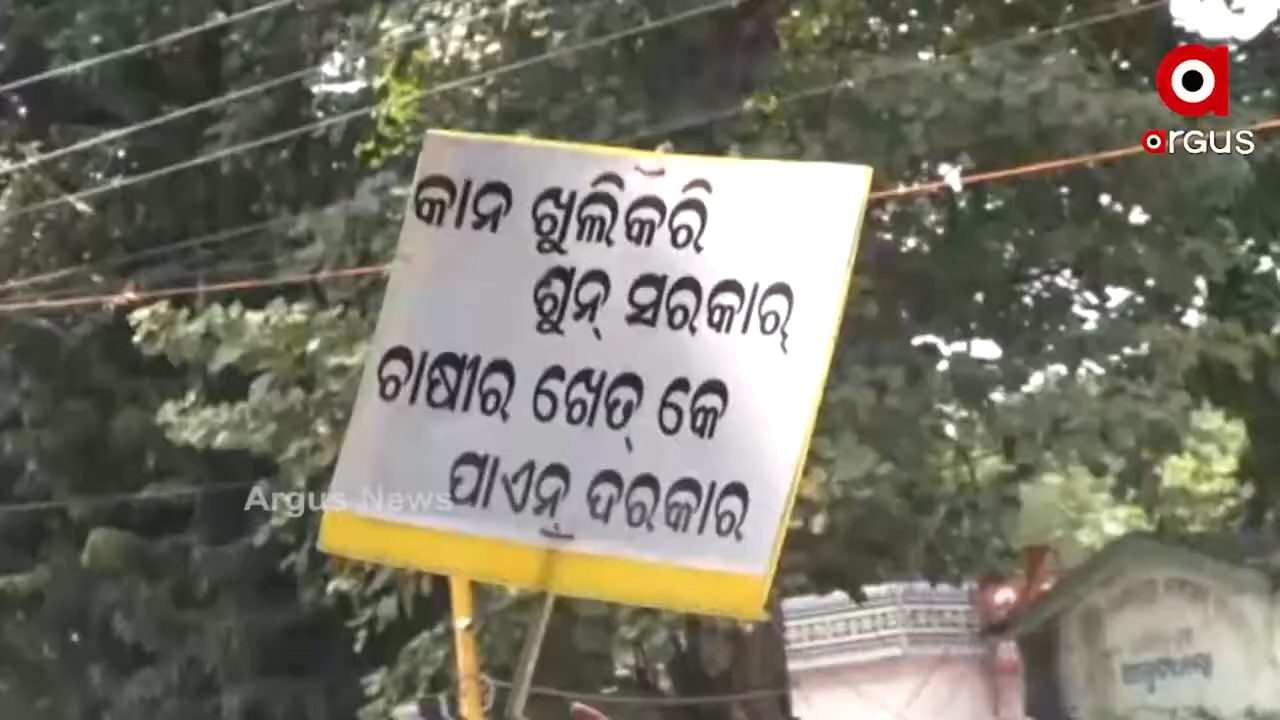 argus
କାନ ଖୁଲିକରି
ଶୁନ୍ ସରକାର୍
ଚାଷୀର ଖେତ୍ କେ
ପାଏନ୍ ଦରକାର
Argus News